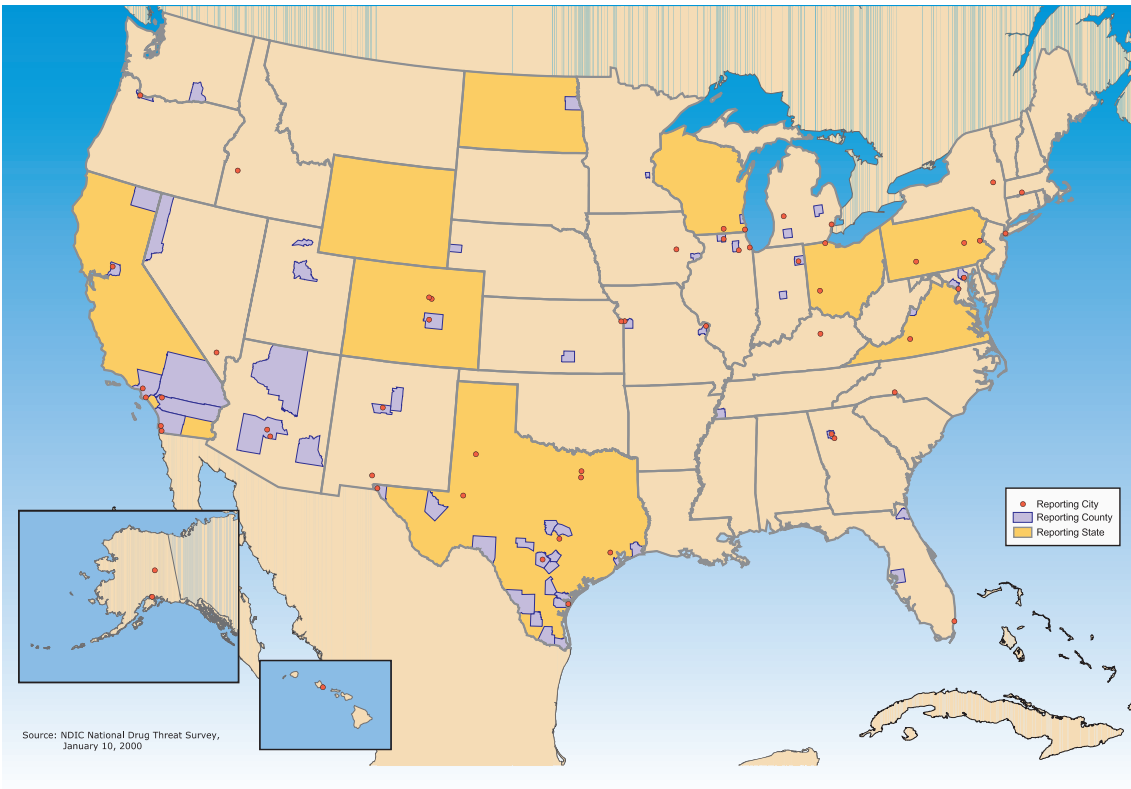 Reporting City
Reporting County
Reporting State
Source: NDIC National Drug Threat Survey,
January 10, 2000